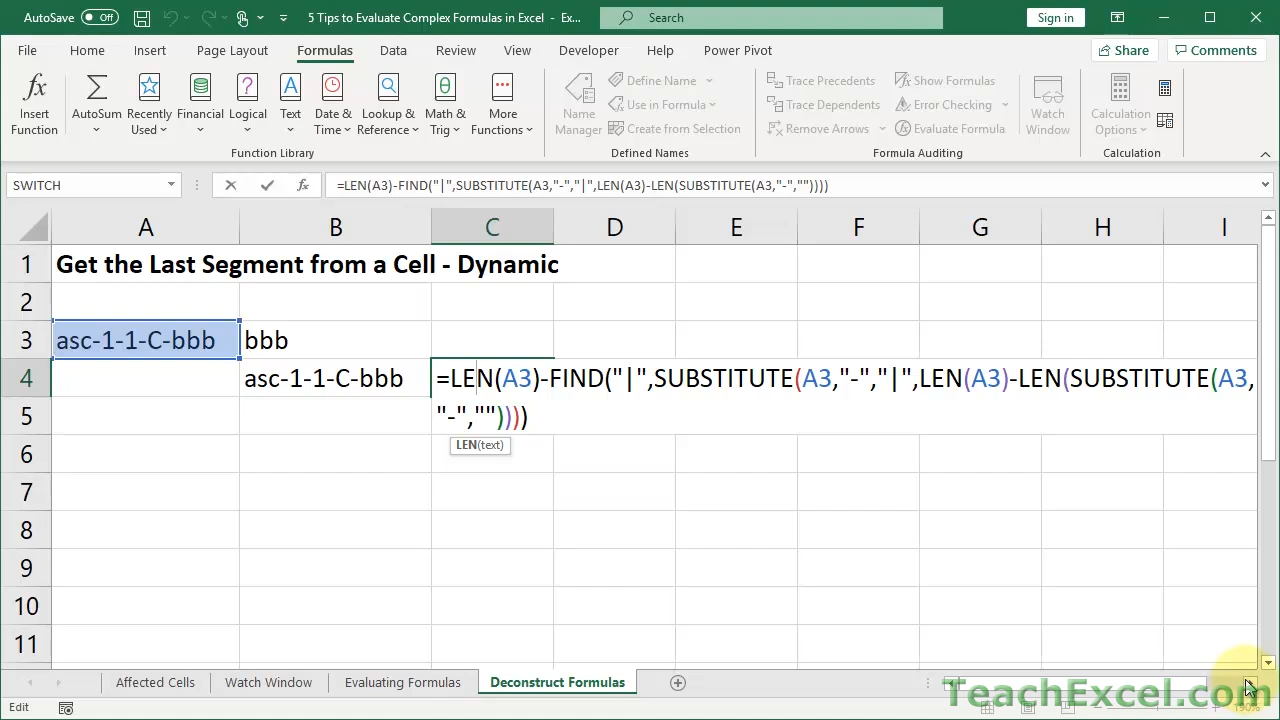 AutoSave Off 5 Tips to Evaluate Complex Formulas in Excel - Ex... Search Sign in
File Home Insert Page Layout Formulas Data Review View Developer Help Power Pivot Share Comments
fx Insert Function
Σ AutoSum
Recently Used
Financial
Logical
Text
Date & Time
Lookup & Reference
Math & Trig
More Functions
Function Library
Name Manager
Define Name
Use in Formula
Create from Selection
Defined Names
Trace Precedents
Trace Dependents
Remove Arrows
Show Formulas
Error Checking
Evaluate Formula
Formula Auditing
Watch Window
Calculation Options
Calculation
SWITCH fx =LEN(A3)-FIND("|",SUBSTITUTE(A3,"-","|",LEN(A3)-LEN(SUBSTITUTE(A3,"-",""))))
A B C D E F G H I
1 Get the Last Segment from a Cell - Dynamic
2
3 asc-1-1-C-bbb bbb
4 asc-1-1-C-bbb =LEN(A3)-FIND("|",SUBSTITUTE(A3,"-","|",LEN(A3)-LEN(SUBSTITUTE(A3,
5 "-",""))))
LEN(text)
6
7
8
9
10
11
Affected Cells Watch Window Evaluating Formulas Deconstruct Formulas
TeachExcel.com
Edit 190%